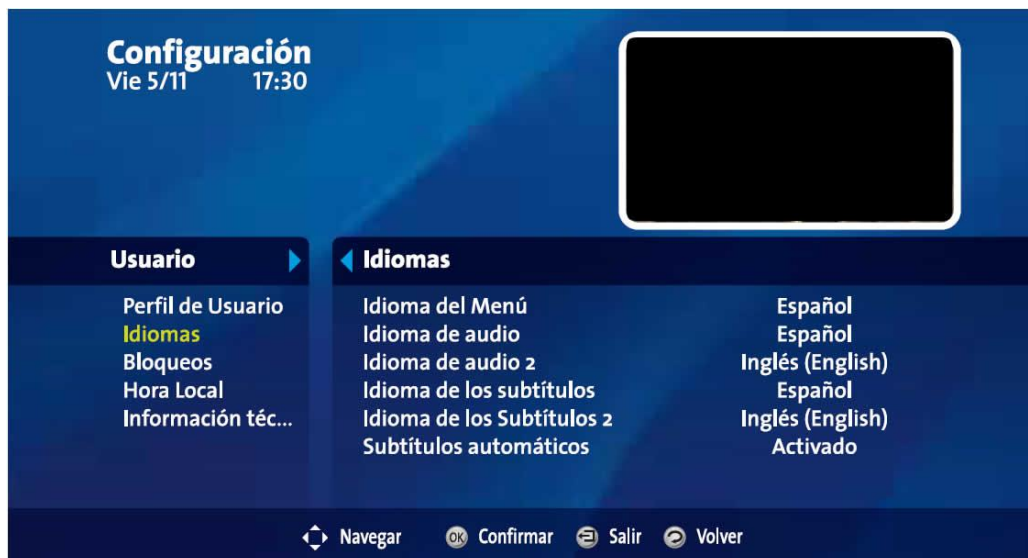 Configuración
Vie 5/11 17:30
Usuario
Perfil de Usuario
Idiomas
Bloqueos
Hora Local
Información téc...
Idiomas
Idioma del Menú Español
Idioma de audio Español
Idioma de audio 2 Inglés (English)
Idioma de los subtítulos Español
Idioma de los Subtítulos 2 Inglés (English)
Subtítulos automáticos Activado
Navegar OK Confirmar Salir Volver